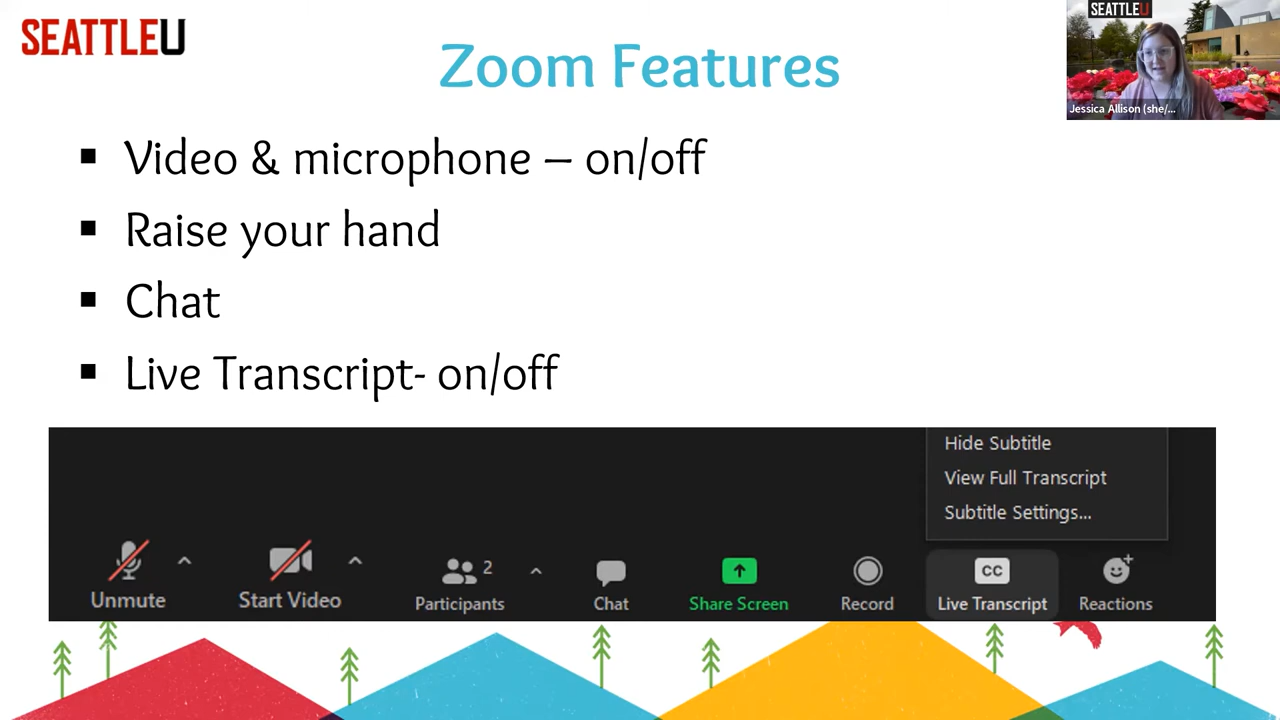 SEATTLEU
Zoom Features
SEATTLEU
Jessica Allison (she/...
▪ Video & microphone – on/off
▪ Raise your hand
▪ Chat
▪ Live Transcript- on/off
Hide Subtitle
View Full Transcript
Subtitle Settings...
2
CC
Unmute
Start Video
Participants
Chat
Share Screen
Record
Live Transcript
Reactions